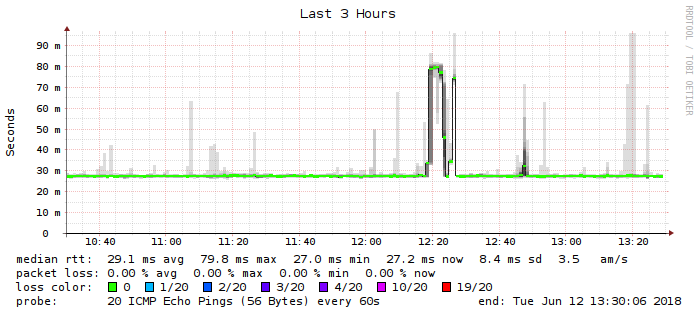 Last 3 Hours
RRDTOOL / TOBI OETIKER
Seconds
90 m
80 m
70 m
60 m
50 m
40 m
30 m
20 m
10 m
0
10:40 11:00 11:20 11:40 12:00 12:20 12:40 13:00 13:20
median rtt: 29.1 ms avg 79.8 ms max 27.0 ms min 27.2 ms now 8.4 ms sd 3.5 am/s
packet loss: 0.00 % avg 0.00 % max 0.00 % min 0.00 % now
loss color: 0 1/20 2/20 3/20 4/20 10/20 19/20
probe: 20 ICMP Echo Pings (56 Bytes) every 60s end: Tue Jun 12 13:30:06 2018